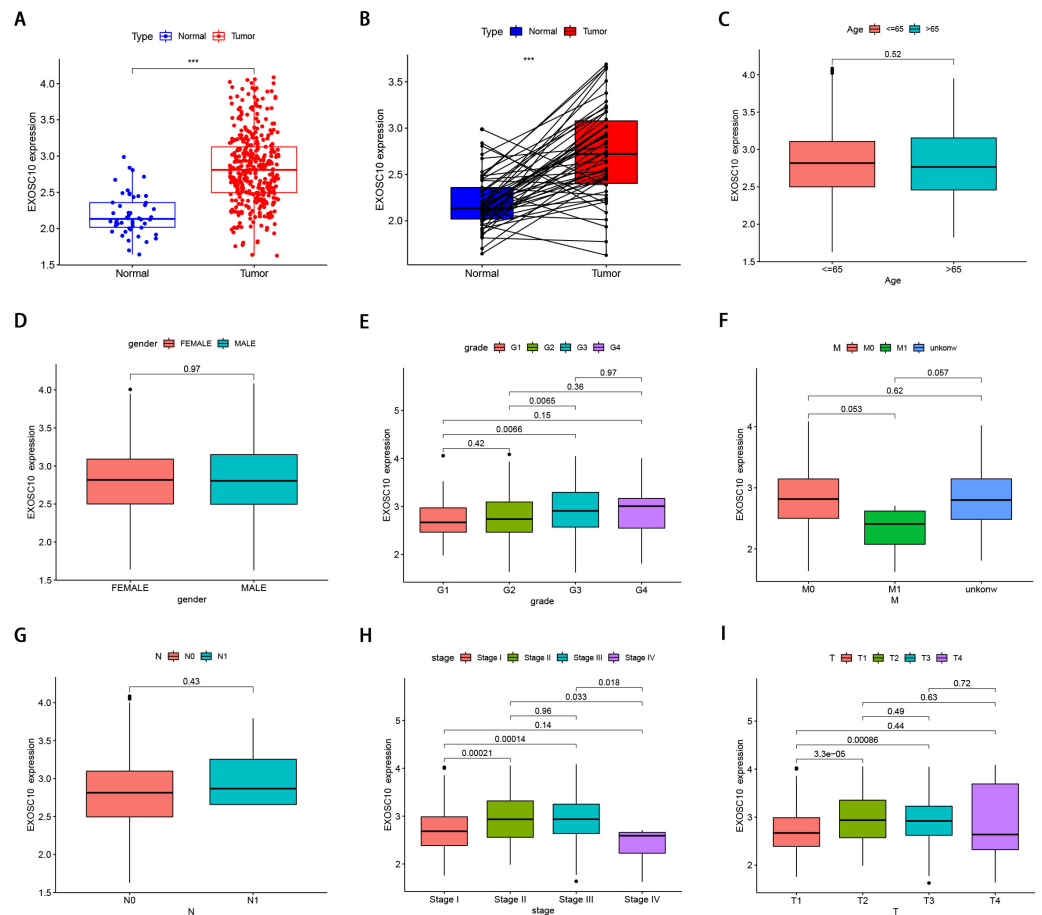 A
Type Normal Tumor
***
4.0
3.5
3.0
2.5
2.0
1.5
EXOSC10 expression
Normal Tumor
B
Type Normal Tumor
***
3.5
3.0
2.5
2.0
EXOSC10 expression
Normal Tumor
C
Age <=65 >65
0.52
4.0
3.5
3.0
2.5
2.0
1.5
EXOSC10 expression
<=65 >65
Age
D
gender FEMALE MALE
0.97
4.0
3.5
3.0
2.5
2.0
1.5
EXOSC10 expression
FEMALE MALE
gender
E
grade G1 G2 G3 G4
0.97
0.36
0.0065
0.15
0.0066
0.42
5
4
3
2
EXOSC10 expression
G1 G2 G3 G4
grade
F
M M0 M1 unkonw
0.057
0.62
0.053
4
3
2
EXOSC10 expression
M0 M1 unkonw
M
G
N N0 N1
0.43
4.0
3.5
3.0
2.5
2.0
1.5
EXOSC10 expression
N0 N1
N
H
stage Stage I Stage II Stage III Stage IV
0.018
0.033
0.96
0.14
0.00014
0.00021
5
4
3
2
EXOSC10 expression
Stage I Stage II Stage III Stage IV
stage
I
T T1 T2 T3 T4
0.72
0.63
0.49
0.44
0.00086
3.3e−05
5
4
3
2
EXOSC10 expression
T1 T2 T3 T4
T